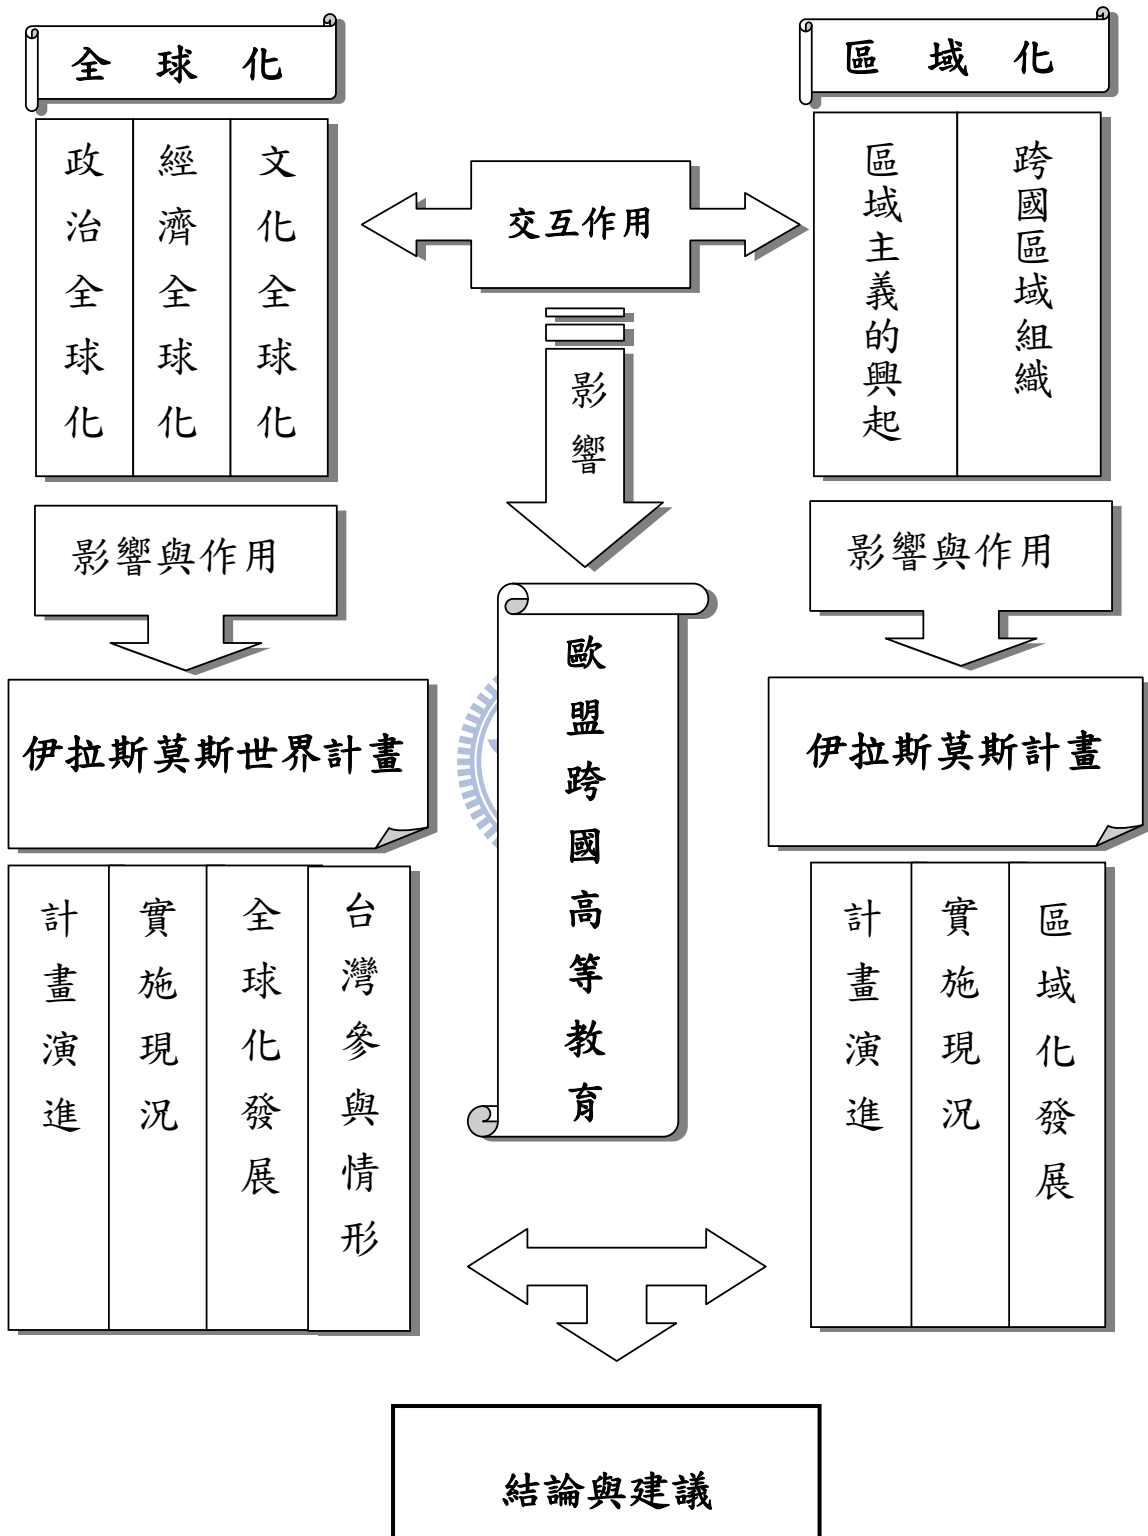 全球化
區域化
政治全球化
經濟全球化
文化全球化
交互作用
區域主義的興起
跨國區域組織
影響
影響與作用
影響與作用
伊拉斯莫斯世界計畫
歐盟跨國高等教育
伊拉斯莫斯計畫
計畫演進
實施現況
全球化發展
台灣參與情形
計畫演進
實施現況
區域化發展
結論與建議